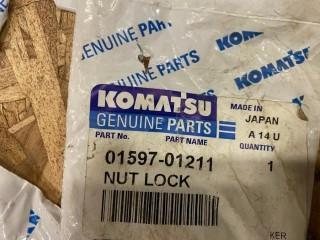 KOMATSU
GENUINE PARTS
KOMATSU
GENUINE PARTS
KOMATSU
GENUINE PARTS
MADE IN
JAPAN
PART No.
PART NAME
A 14 U
QUANTITY
01597-01211
1
NUT LOCK
KER